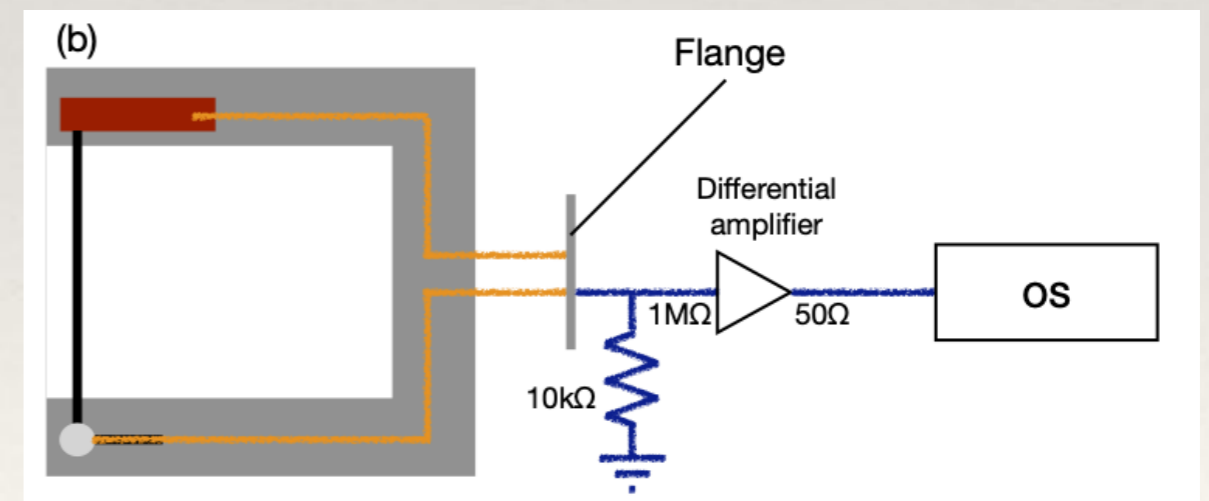 (b)
Flange
Differential
amplifier
1MΩ
50Ω
OS
10kΩ